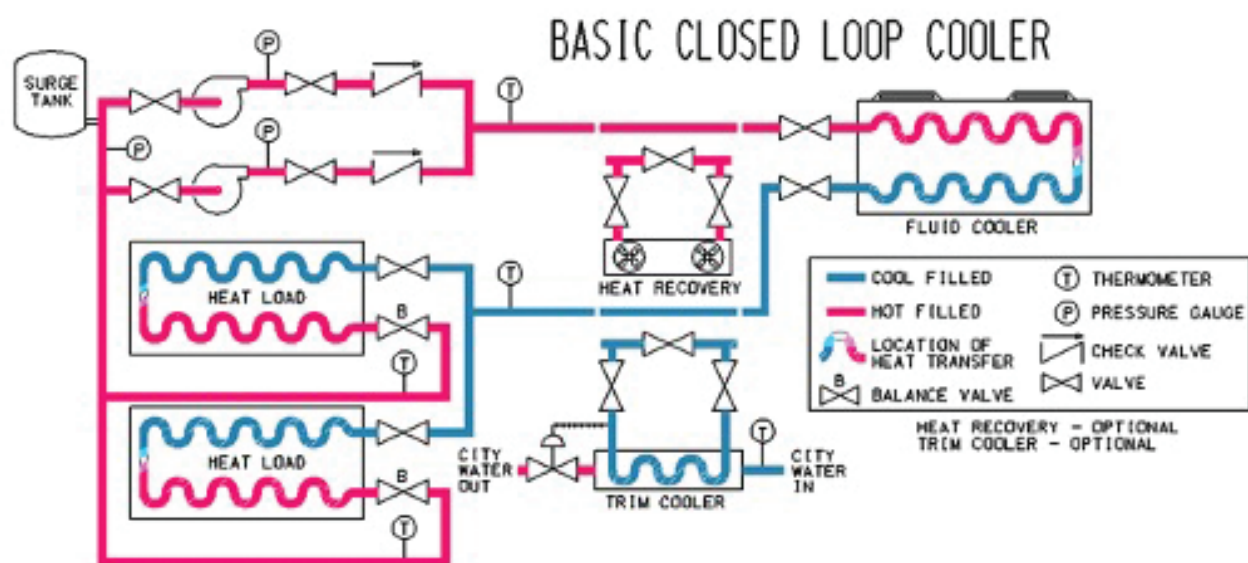 BASIC CLOSED LOOP COOLER
SURGE
TANK
P
P
P
T
FLUID COOLER
HEAT RECOVERY
T
HEAT LOAD
B
T
HEAT LOAD
B
T
CITY
WATER
OUT
TRIM COOLER
T
CITY
WATER
IN
COOL FILLED
HOT FILLED
LOCATION OF
HEAT TRANSFER
B
BALANCE VALVE
T
THERMOMETER
P
PRESSURE GAUGE
CHECK VALVE
VALVE
HEAT RECOVERY - OPTIONAL
TRIM COOLER - OPTIONAL